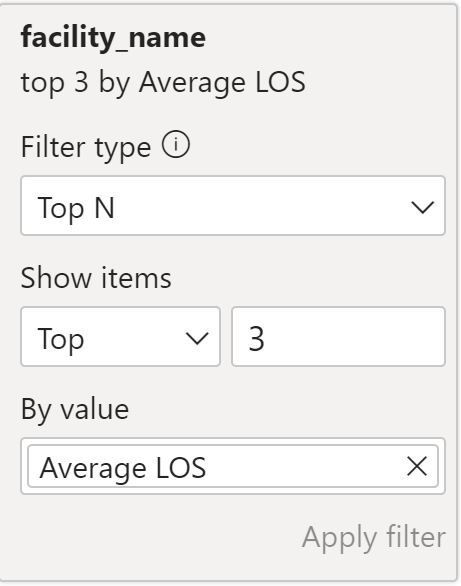 facility_name
top 3 by Average LOS
Filter type
Top N
Show items
Top 3
By value
Average LOS
Apply filter